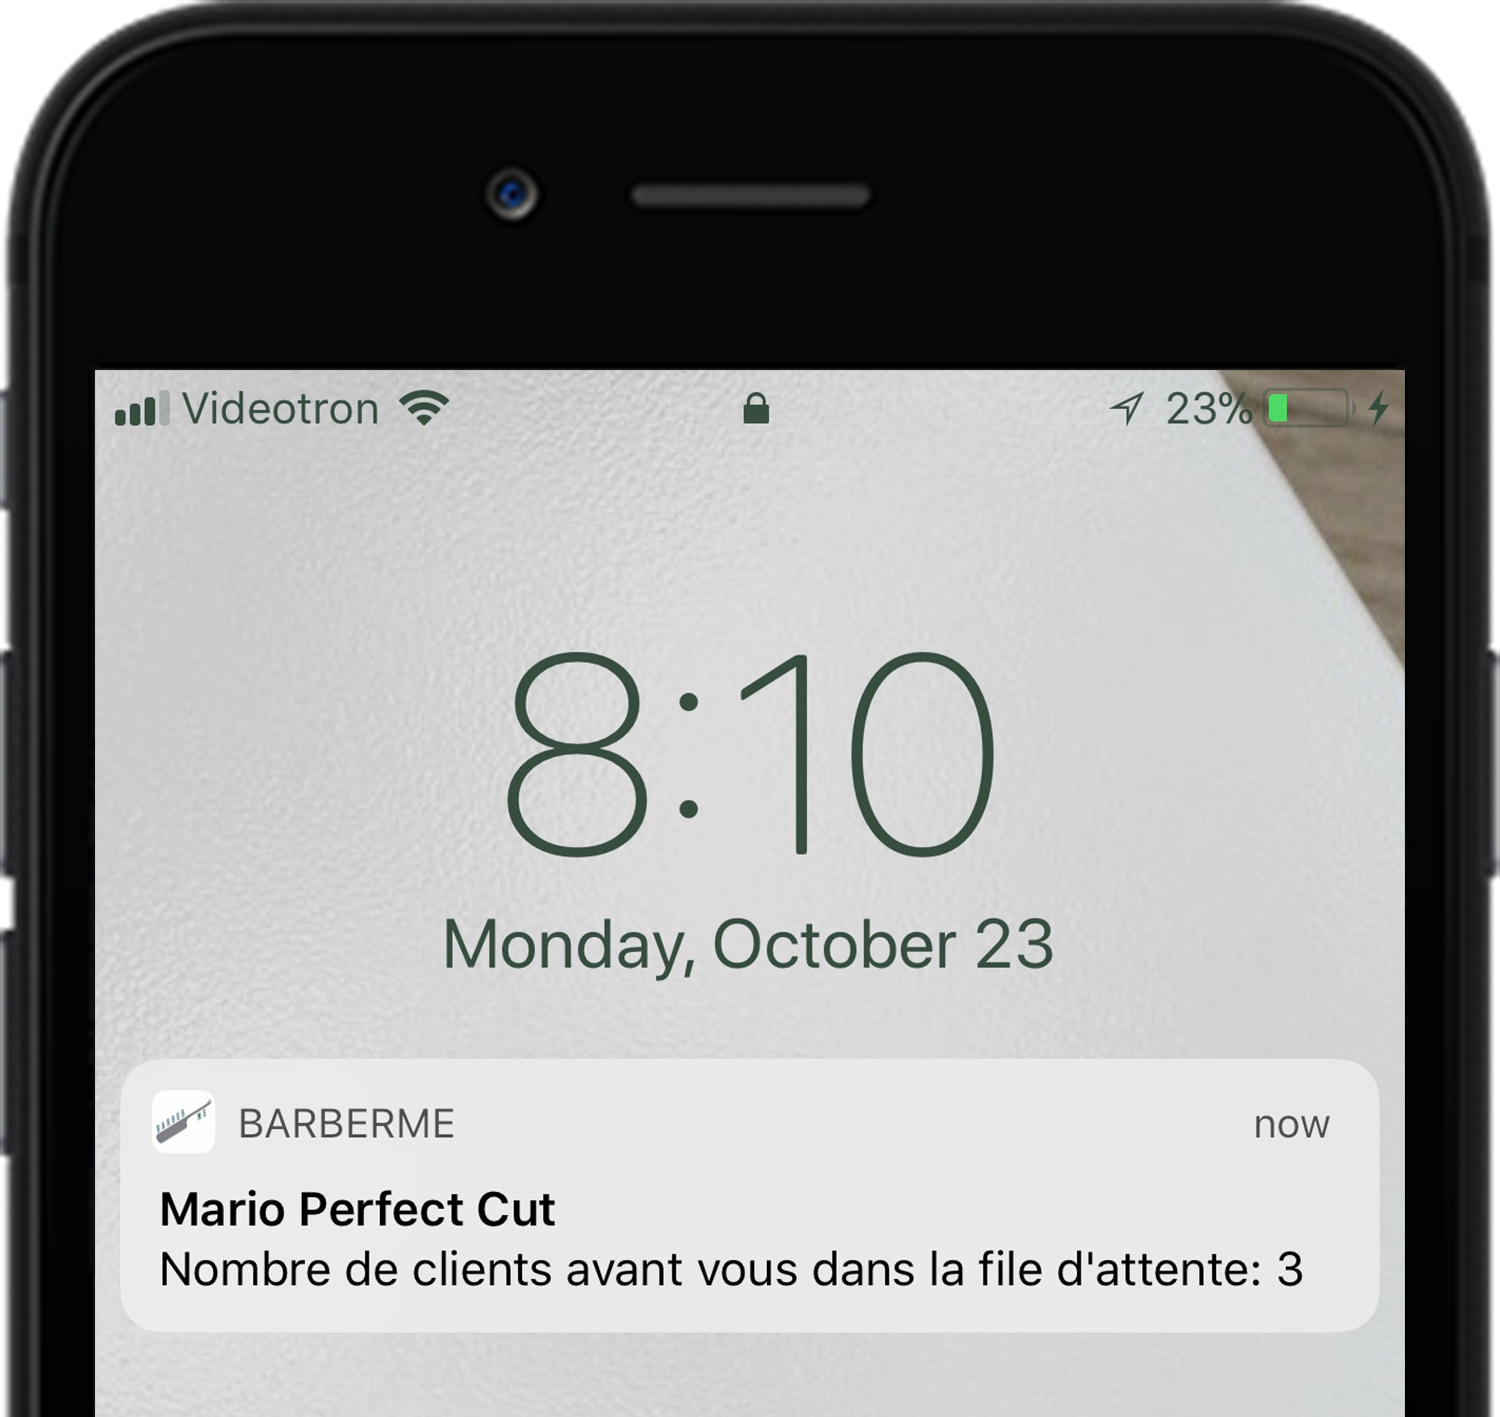 Videotron 23%
8:10
Monday, October 23
BARBERME now
Mario Perfect Cut
Nombre de clients avant vous dans la file d'attente: 3